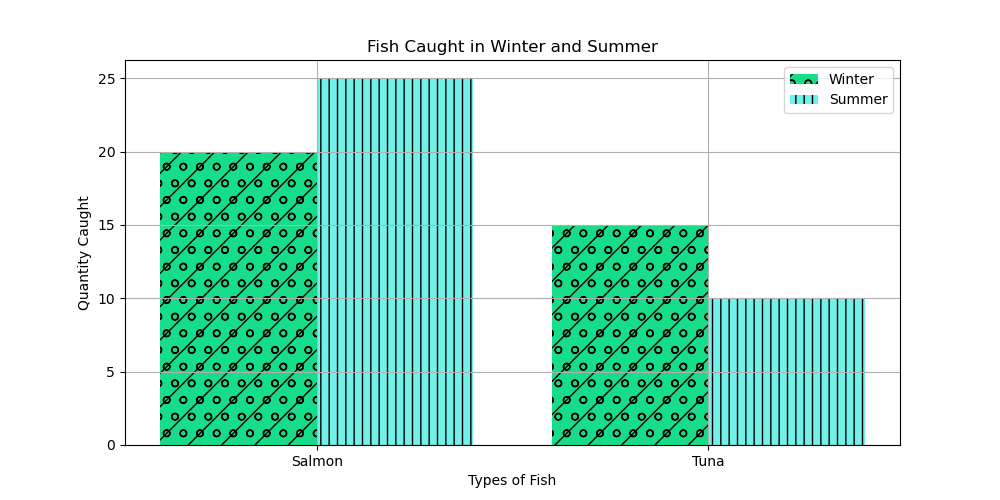 Fish Caught in Winter and Summer
Winter
Summer
Quantity Caught
25
20
15
10
5
0
Salmon
Tuna
Types of Fish